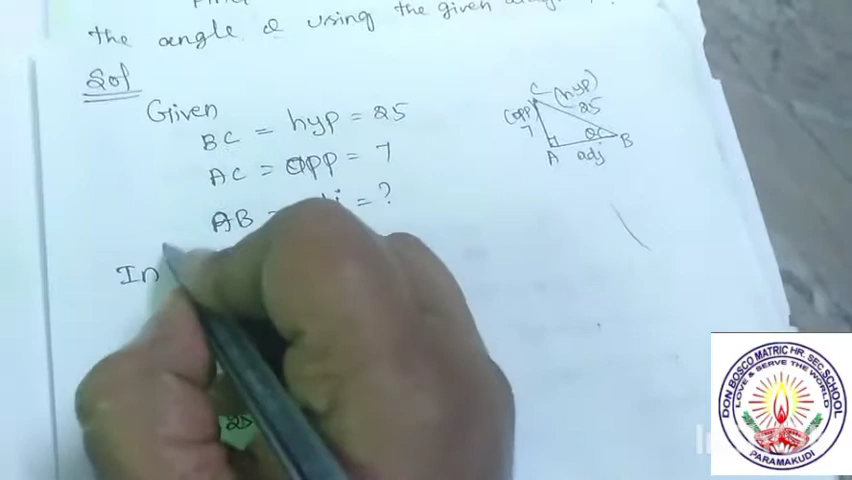 the angle Q using the given
Sol
Given
BC = hyp = 25
AC = opp = 7
AB = ?
In
C
(hyp)
25
(opp)
7
A
adj
B
DON BOSCO MATRIC HR. SEC. SCHOOL
LOVE & SERVE THE WORLD
PARAMAKUDI